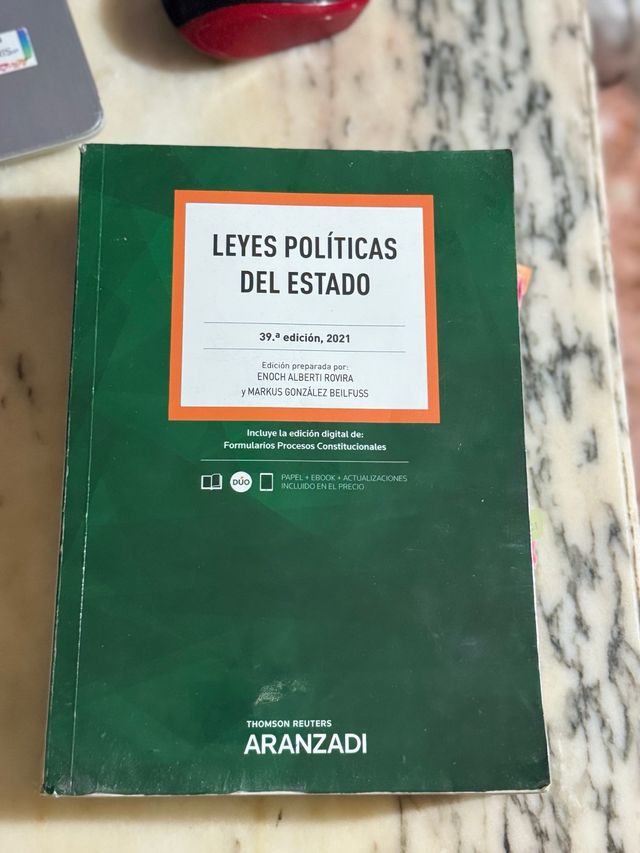 LEYES POLÍTICAS
DEL ESTADO
39.ª edición, 2021
Edición preparada por:
ENOCH ALBERTI ROVIRA
y MARKUS GONZÁLEZ BEILFUSS
Incluye la edición digital de:
Formularios Procesos Constitucionales
DÚO
PAPEL + EBOOK + ACTUALIZACIONES
INCLUIDO EN EL PRECIO
THOMSON REUTERS
ARANZADI